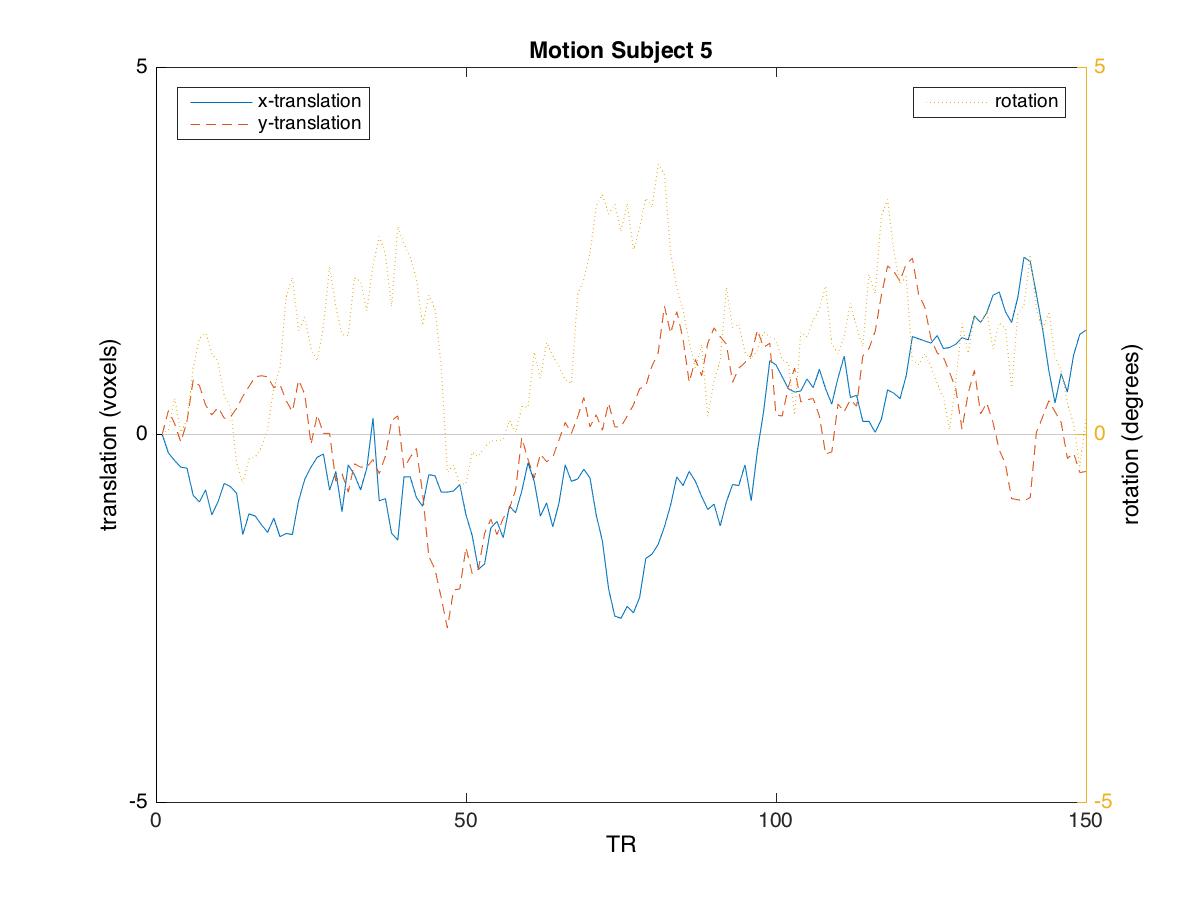 Motion Subject 5
x-translation
y-translation
rotation
5
0
-5
translation (voxels)
5
0
-5
rotation (degrees)
0
50
100
150
TR